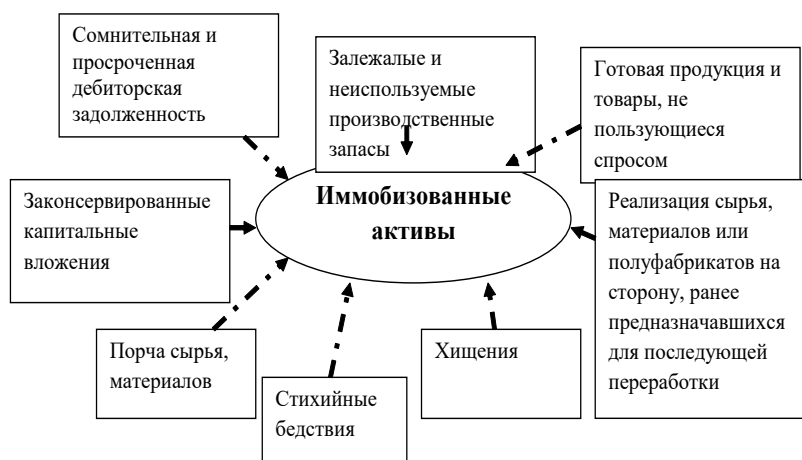 Сомнительная и
просроченная
дебиторская
задолженность
Залежалые и
неиспользуемые
производственные
запасы
Готовая продукция и
товары, не
пользующиеся
спросом
Законсервированные
капитальные
вложения
Иммобизованные
активы
Реализация сырья,
материалов или
полуфабрикатов на
сторону, ранее
предназначавшихся
для последующей
переработки
Порча сырья,
материалов
Стихийные
бедствия
Хищения